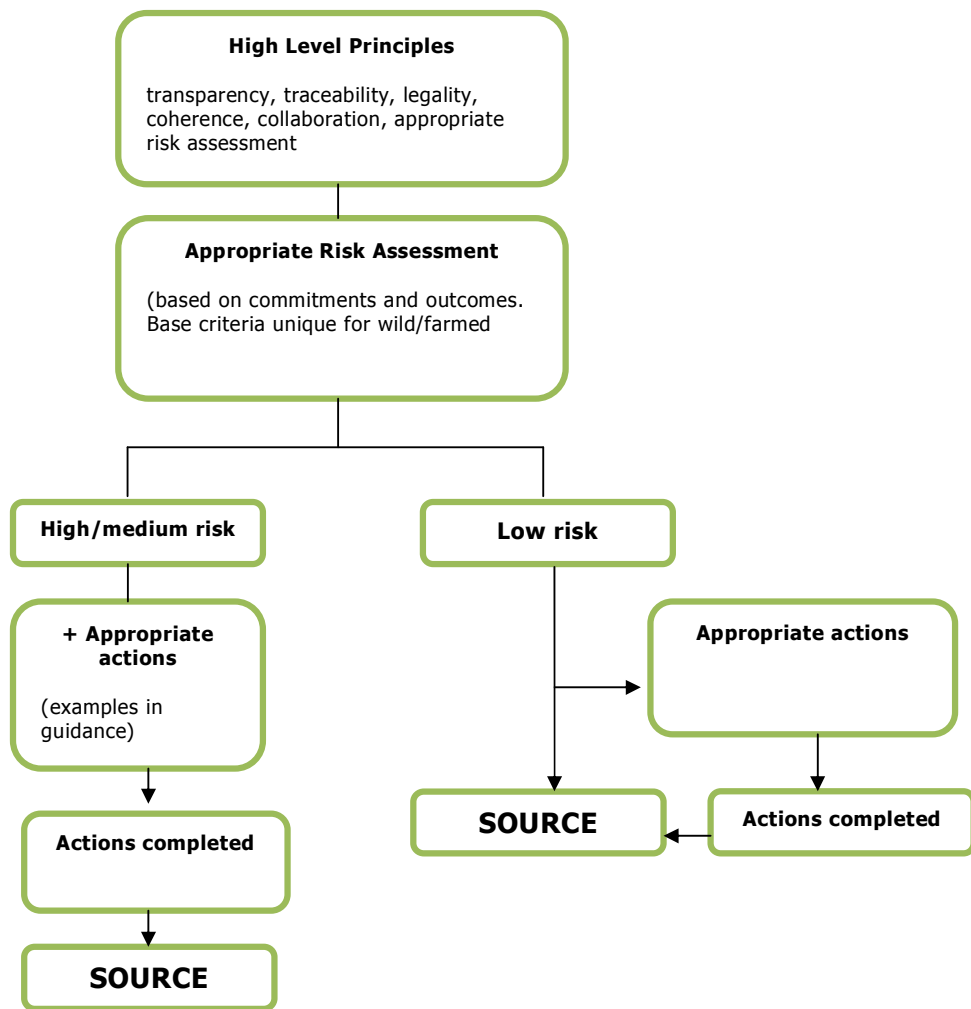 High Level Principles
transparency, traceability, legality,
coherence, collaboration, appropriate
risk assessment
Appropriate Risk Assessment
(based on commitments and outcomes.
Base criteria unique for wild/farmed
High/medium risk
+ Appropriate
actions
(examples in
guidance)
Actions completed
SOURCE
Low risk
Appropriate actions
Actions completed
SOURCE